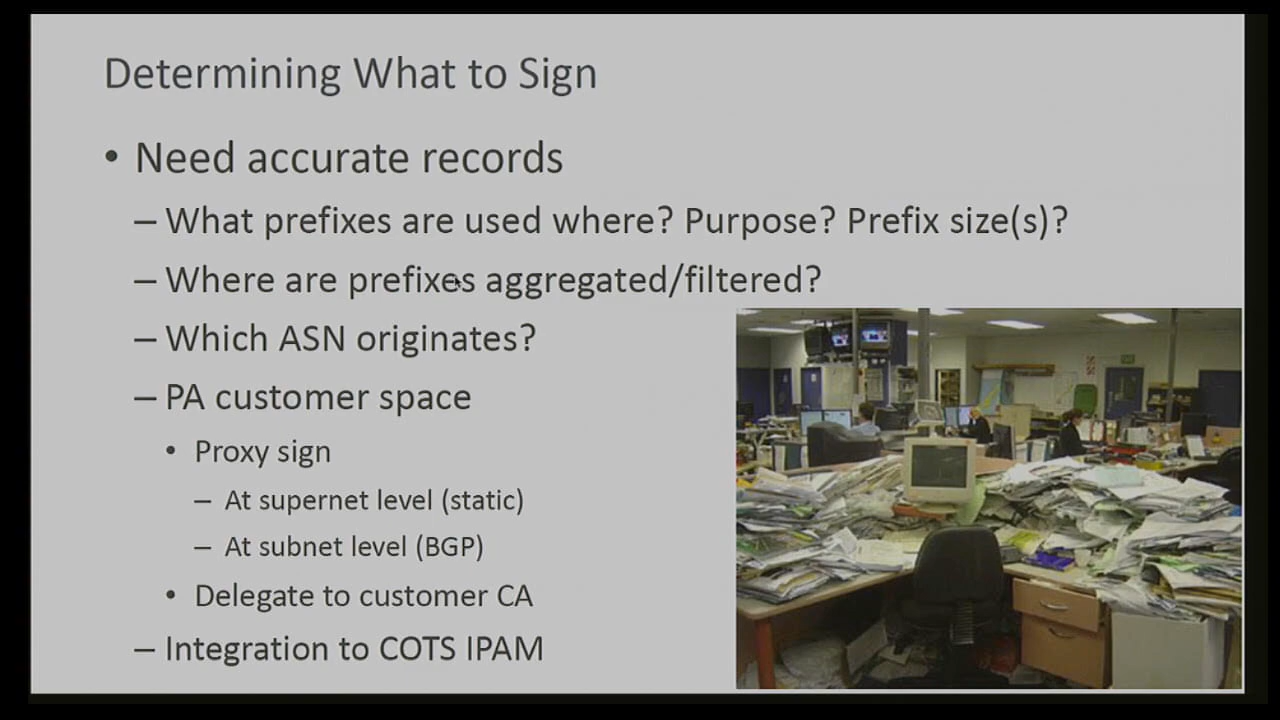 Determining What to Sign
• Need accurate records
– What prefixes are used where? Purpose? Prefix size(s)?
– Where are prefixes aggregated/filtered?
– Which ASN originates?
– PA customer space
• Proxy sign
– At supernet level (static)
– At subnet level (BGP)
• Delegate to customer CA
– Integration to COTS IPAM